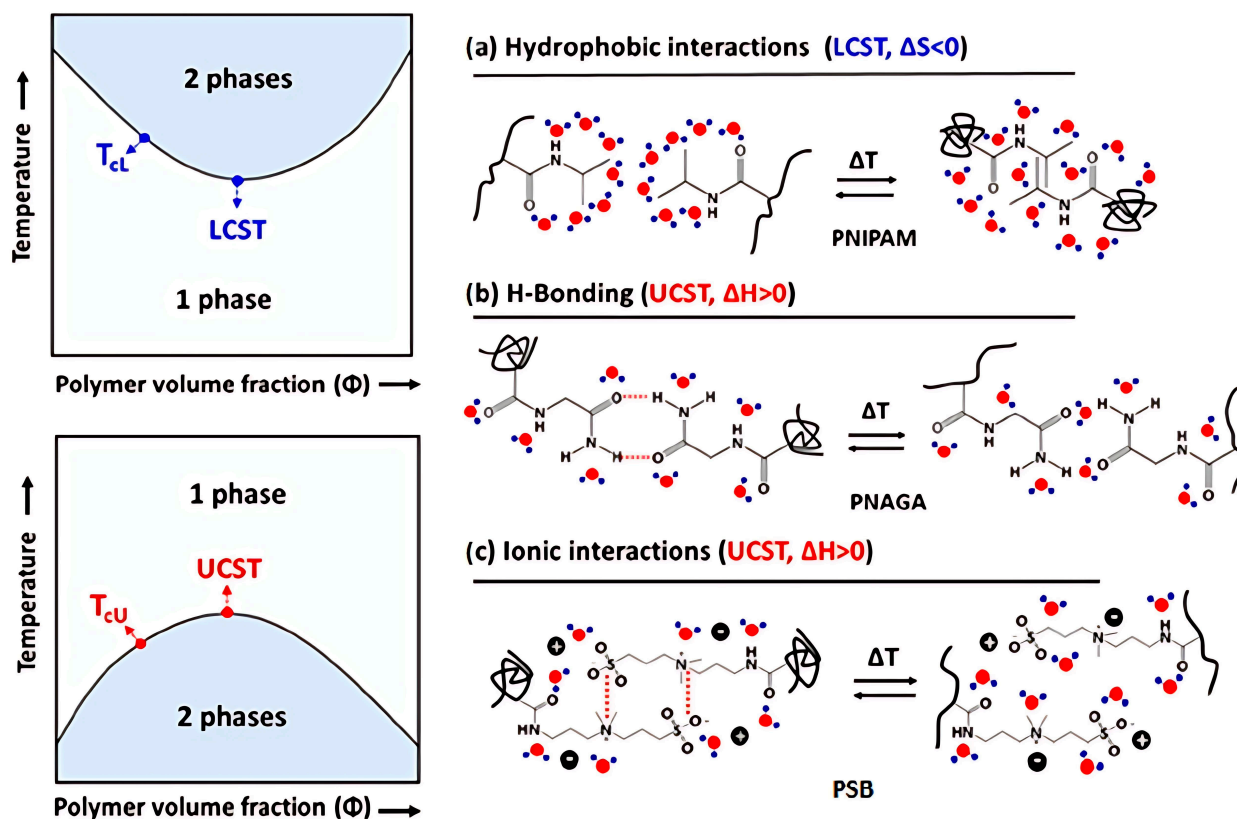 2 phases
TcL
LCST
1 phase
Temperature
Polymer volume fraction (Φ)
1 phase
UCST
TcU
2 phases
Temperature
Polymer volume fraction (Φ)
(a) Hydrophobic interactions (LCST, ΔS<0)
H
N
O
O
N
H
ΔT
PNIPAM
H
N
O
O
N
H
(b) H-Bonding (UCST, ΔH>0)
O
N
H
O
H
N
H
N
H
H
O
H
N
O
ΔT
PNAGA
O
N
H
O
N
H
H
H
N
H
O
H
N
O
(c) Ionic interactions (UCST, ΔH>0)
+
-
O
-
S
O
O
N
+
H
N
O
O
N
H
N
+
O
S
O
O
-
-
+
ΔT
PSB
+
-
O
-
S
O
O
N
+
H
N
O
O
N
H
N
+
O
S
O
O
-
-
+